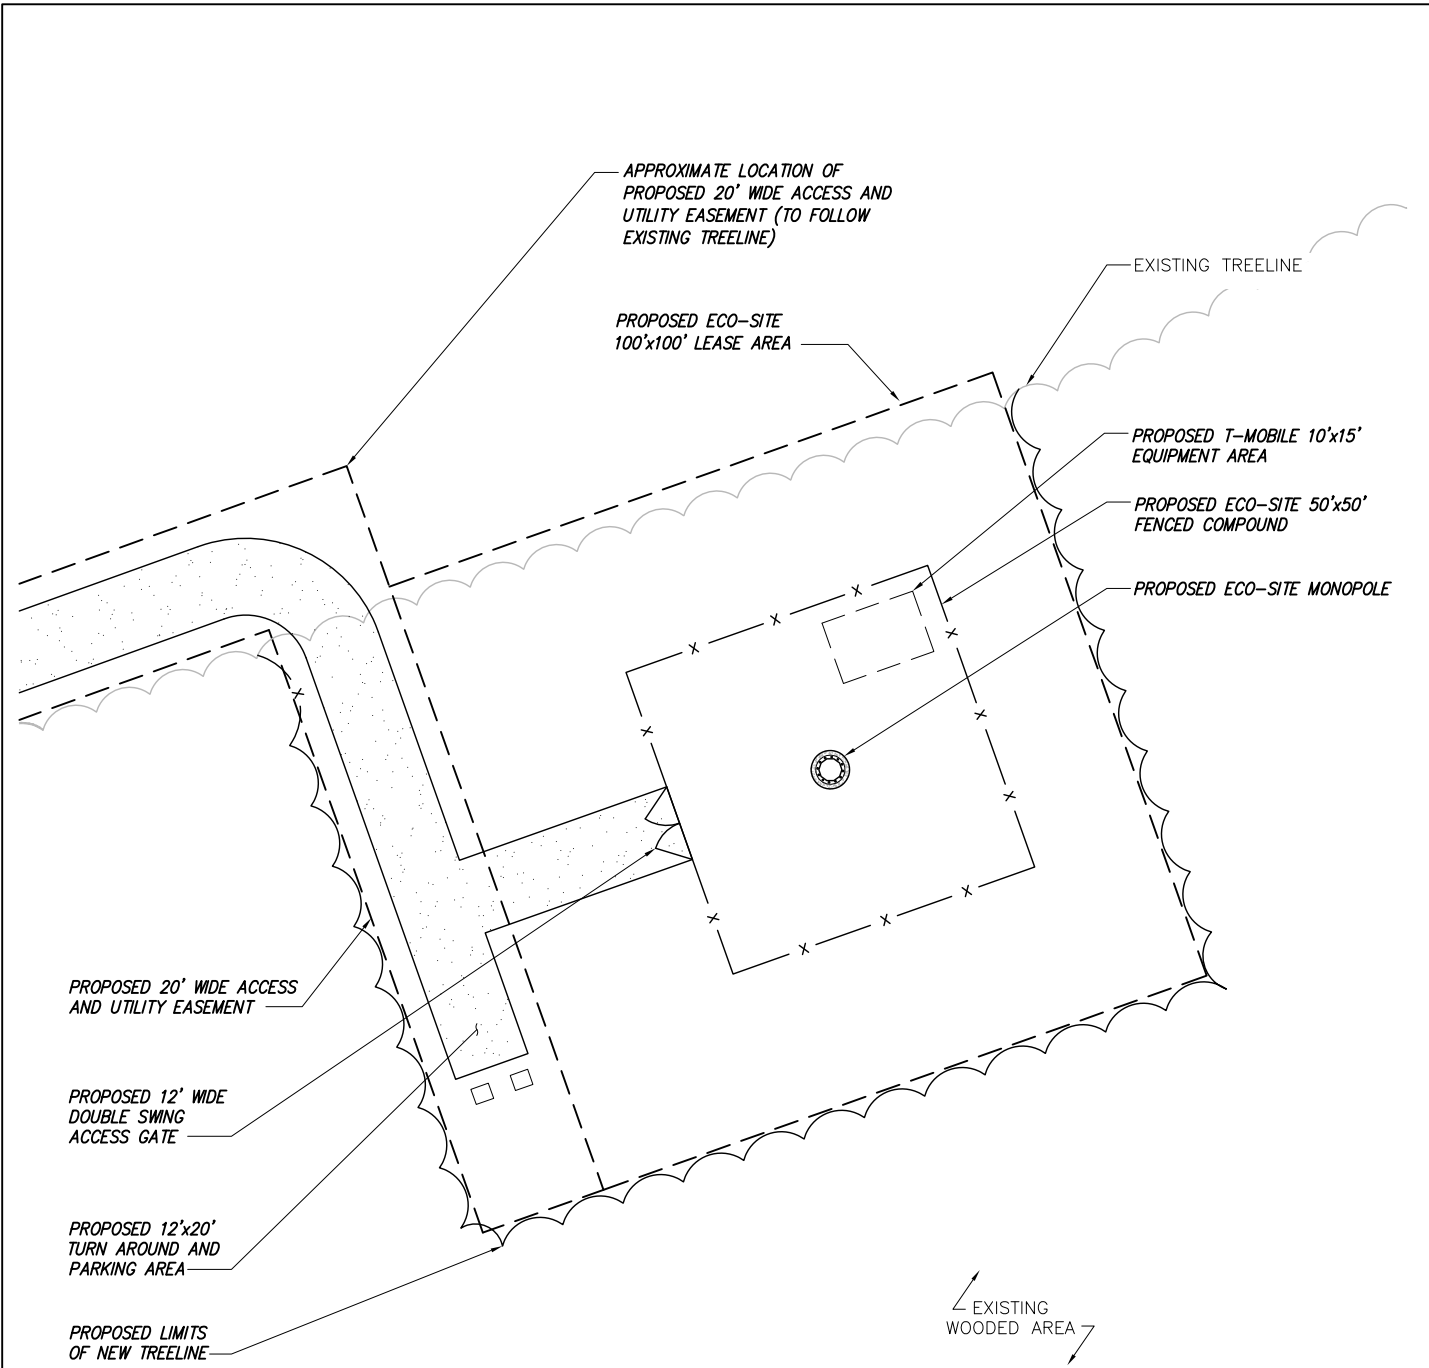 APPROXIMATE LOCATION OF
PROPOSED 20' WIDE ACCESS AND
UTILITY EASEMENT (TO FOLLOW
EXISTING TREELINE)
EXISTING TREELINE
PROPOSED ECO-SITE
100'x100' LEASE AREA
PROPOSED T-MOBILE 10'x15'
EQUIPMENT AREA
PROPOSED ECO-SITE 50'x50'
FENCED COMPOUND
PROPOSED ECO-SITE MONOPOLE
PROPOSED 20' WIDE ACCESS
AND UTILITY EASEMENT
PROPOSED 12' WIDE
DOUBLE SWING
ACCESS GATE
PROPOSED 12'x20'
TURN AROUND AND
PARKING AREA
PROPOSED LIMITS
OF NEW TREELINE
EXISTING
WOODED AREA